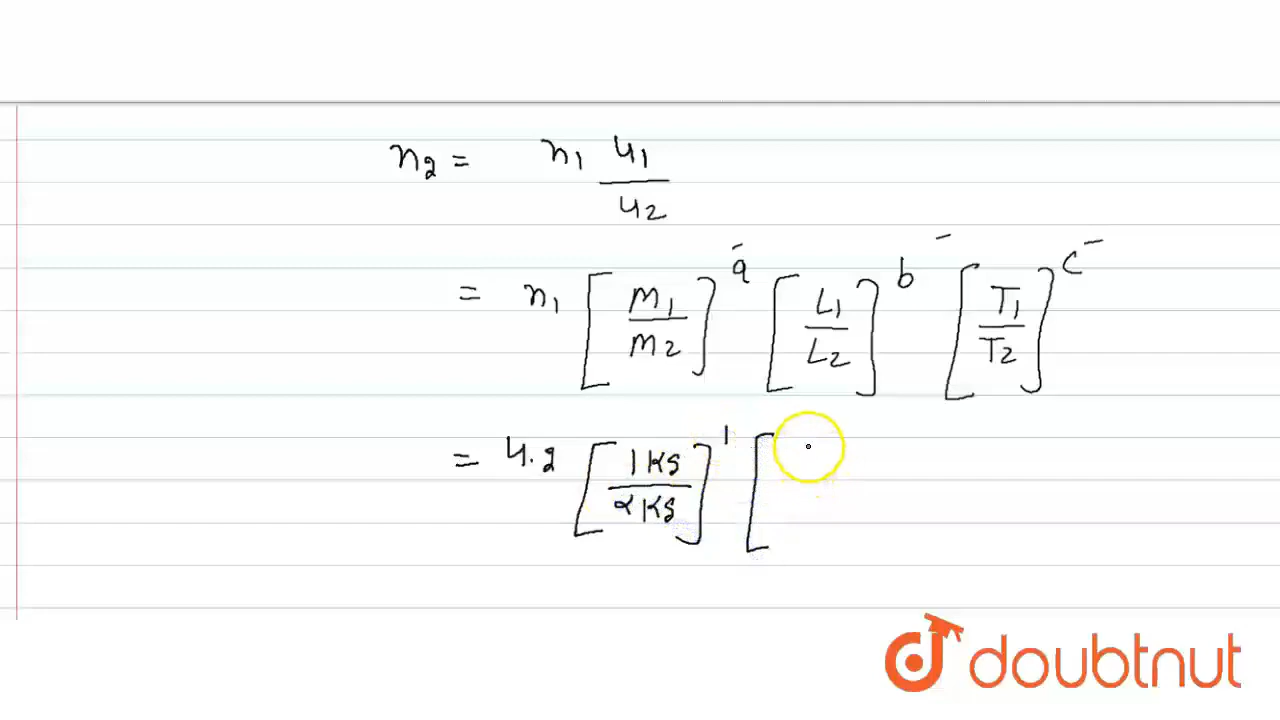 n₂ = n₁ u₁/u₂
= n₁ [M₁/M₂]^a [L₁/L₂]^b [T₁/T₂]^c
= 4.2 [1 kg/α kg]^1 [
doubtnut